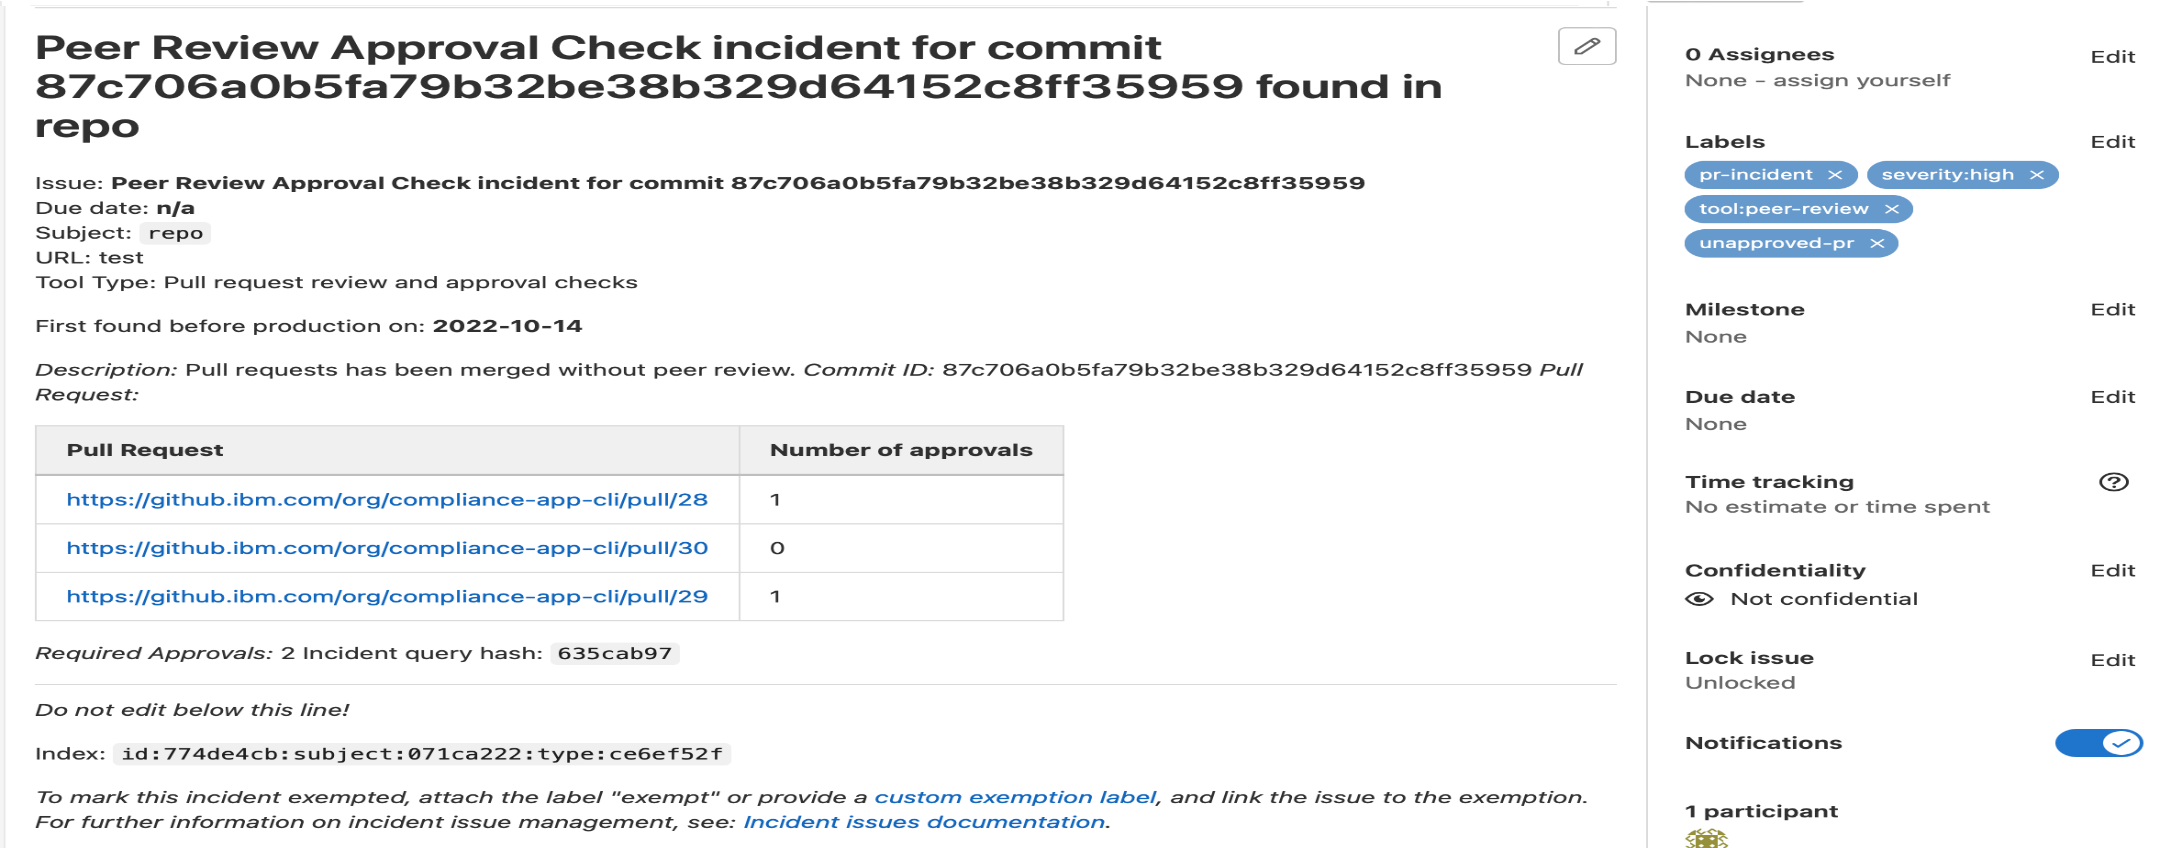 Peer Review Approval Check incident for commit
87c706a0b5fa79b32be38b329d64152c8ff35959 found in
repo
Issue: Peer Review Approval Check incident for commit 87c706a0b5fa79b32be38b329d64152c8ff35959
Due date: n/a
Subject: repo
URL: test
Tool Type: Pull request review and approval checks
First found before production on: 2022-10-14
Description: Pull requests has been merged without peer review. Commit ID: 87c706a0b5fa79b32be38b329d64152c8ff35959 Pull
Request:
Pull Request Number of approvals
https://github.ibm.com/org/compliance-app-cli/pull/28 1
https://github.ibm.com/org/compliance-app-cli/pull/30 0
https://github.ibm.com/org/compliance-app-cli/pull/29 1
Required Approvals: 2 Incident query hash: 635cab97
Do not edit below this line!
Index: id:774de4cb:subject:071ca222:type:ce6ef52f
To mark this incident exempted, attach the label "exempt" or provide a custom exemption label, and link the issue to the exemption.
For further information on incident issue management, see: Incident issues documentation.
0 Assignees Edit
None - assign yourself
Labels Edit
pr-incident × severity:high ×
tool:peer-review ×
unapproved-pr ×
Milestone Edit
None
Due date Edit
None
Time tracking
No estimate or time spent
Confidentiality Edit
Not confidential
Lock issue Edit
Unlocked
Notifications
1 participant